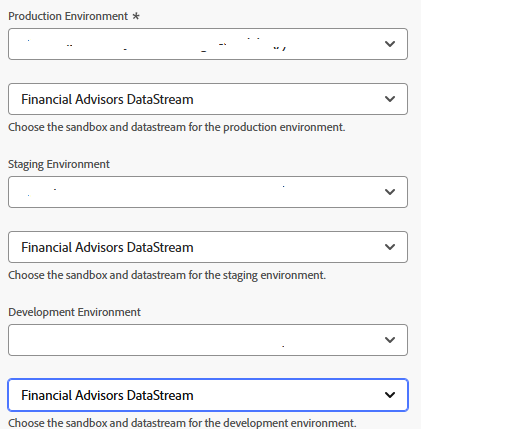 Production Environment *
Financial Advisors DataStream
Choose the sandbox and datastream for the production environment.
Staging Environment
Financial Advisors DataStream
Choose the sandbox and datastream for the staging environment.
Development Environment
Financial Advisors DataStream
Choose the sandbox and datastream for the development environment.